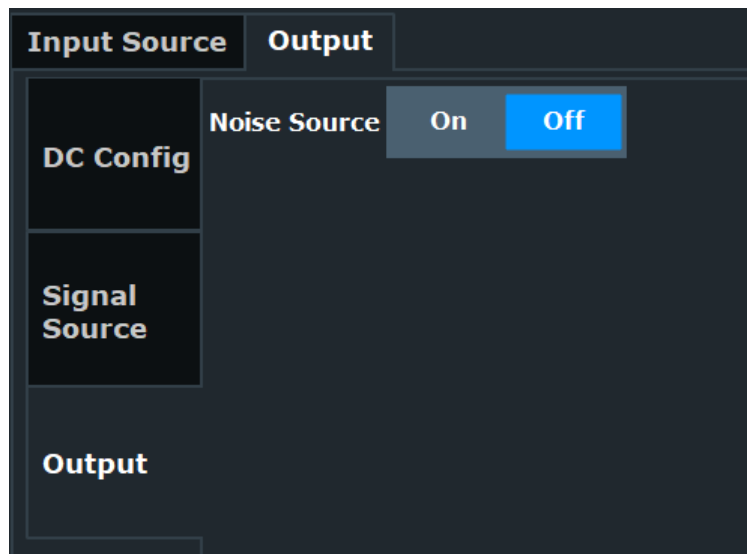 Input Source Output
Noise Source On Off
DC Config
Signal
Source
Output